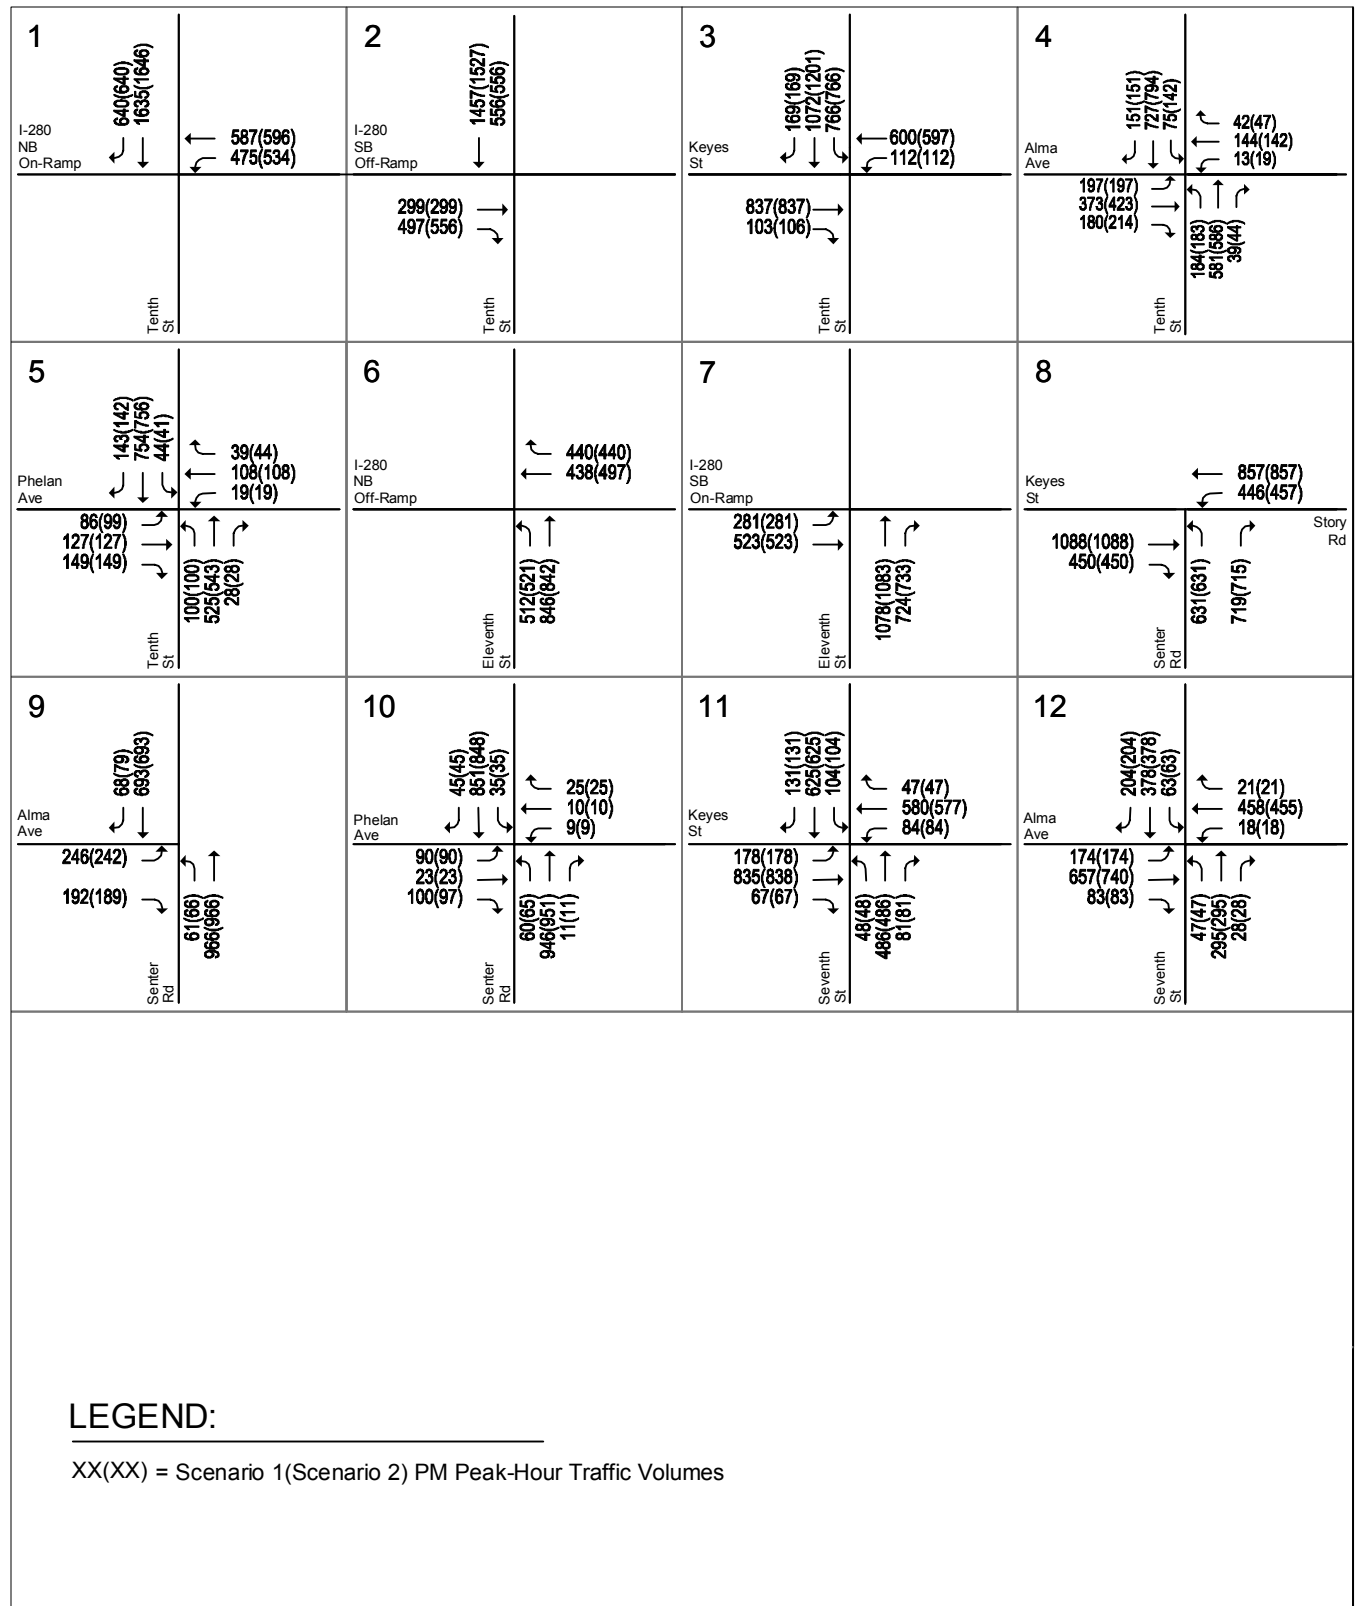 1
640(640)
1635(1646)
I-280
NB
On-Ramp
587(596)
475(534)
Tenth
St
2
1457(1527)
556(556)
I-280
SB
Off-Ramp
299(299)
497(556)
Tenth
St
3
169(169)
1072(1201)
766(766)
Keyes
St
600(597)
112(112)
837(837)
103(106)
Tenth
St
4
151(151)
727(794)
75(142)
Alma
Ave
42(47)
144(142)
13(19)
197(197)
373(423)
180(214)
184(183)
581(586)
39(44)
Tenth
St
5
143(142)
754(756)
44(41)
Phelan
Ave
39(44)
108(108)
19(19)
86(99)
127(127)
149(149)
100(100)
525(543)
28(28)
Tenth
St
6
I-280
NB
Off-Ramp
440(440)
438(497)
512(521)
846(842)
Eleventh
St
7
I-280
SB
On-Ramp
281(281)
523(523)
1078(1083)
724(733)
Eleventh
St
8
Keyes
St
857(857)
446(457)
Story
Rd
1088(1088)
450(450)
631(631)
719(715)
Senter
Rd
9
68(79)
693(693)
Alma
Ave
246(242)
192(189)
61(66)
966(966)
Senter
Rd
10
45(45)
851(848)
35(35)
Phelan
Ave
25(25)
10(10)
9(9)
90(90)
23(23)
100(97)
60(65)
946(951)
11(11)
Senter
Rd
11
131(131)
625(625)
104(104)
Keyes
St
47(47)
580(577)
84(84)
178(178)
835(838)
67(67)
48(48)
486(486)
81(81)
Seventh
St
12
204(204)
378(378)
63(63)
Alma
Ave
21(21)
458(455)
18(18)
174(174)
657(740)
83(83)
47(47)
295(295)
28(28)
Seventh
St
LEGEND:
XX(XX) = Scenario 1(Scenario 2) PM Peak-Hour Traffic Volumes